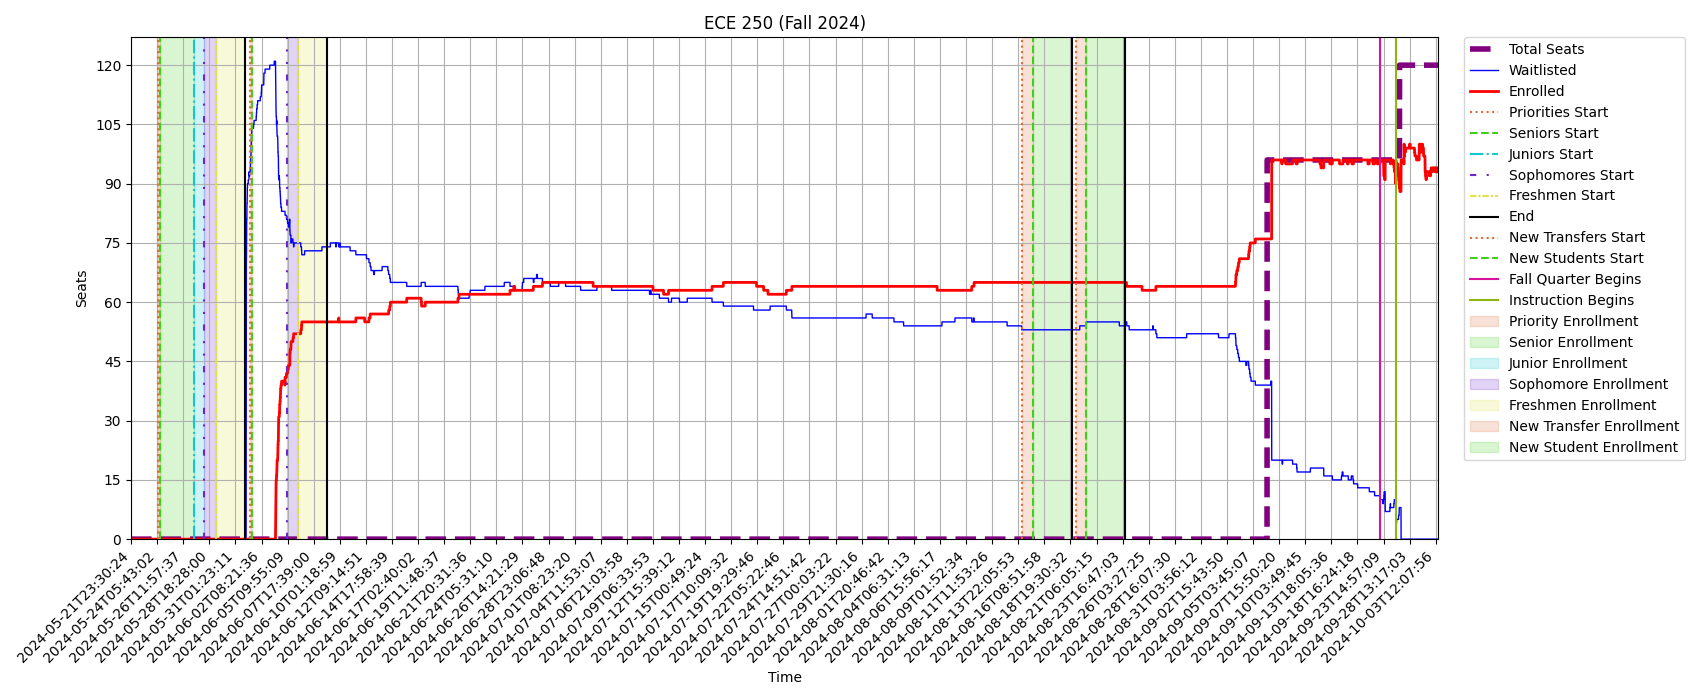 ECE 250 (Fall 2024)
Seats
120
105
90
75
60
45
30
15
0
2024-05-21T23:30:24
2024-05-24T05:43:02
2024-05-26T11:57:37
2024-05-28T18:28:00
2024-05-31T01:23:11
2024-06-02T08:21:36
2024-06-05T09:55:09
2024-06-07T17:39:00
2024-06-10T01:18:59
2024-06-12T09:14:51
2024-06-14T17:58:39
2024-06-17T02:40:02
2024-06-19T11:48:37
2024-06-21T20:31:36
2024-06-24T05:31:10
2024-06-26T14:21:29
2024-06-28T23:06:48
2024-07-01T08:23:20
2024-07-04T11:53:07
2024-07-06T21:03:58
2024-07-09T06:33:53
2024-07-12T15:39:12
2024-07-15T00:49:24
2024-07-17T10:09:32
2024-07-19T19:29:46
2024-07-22T05:22:46
2024-07-24T14:51:42
2024-07-27T00:03:22
2024-07-29T21:30:16
2024-08-01T20:46:42
2024-08-04T06:31:13
2024-08-06T15:56:17
2024-08-09T01:52:34
2024-08-11T11:53:26
2024-08-13T22:05:53
2024-08-16T08:51:58
2024-08-18T19:30:32
2024-08-21T06:05:15
2024-08-23T16:47:03
2024-08-26T03:27:25
2024-08-28T16:07:30
2024-08-31T03:56:12
2024-09-02T15:43:50
2024-09-05T03:45:07
2024-09-07T15:50:20
2024-09-10T03:49:45
2024-09-13T18:05:36
2024-09-18T16:24:18
2024-09-23T14:57:09
2024-09-28T13:17:03
2024-10-03T12:07:56
Time
Total Seats
Waitlisted
Enrolled
Priorities Start
Seniors Start
Juniors Start
Sophomores Start
Freshmen Start
End
New Transfers Start
New Students Start
Fall Quarter Begins
Instruction Begins
Priority Enrollment
Senior Enrollment
Junior Enrollment
Sophomore Enrollment
Freshmen Enrollment
New Transfer Enrollment
New Student Enrollment